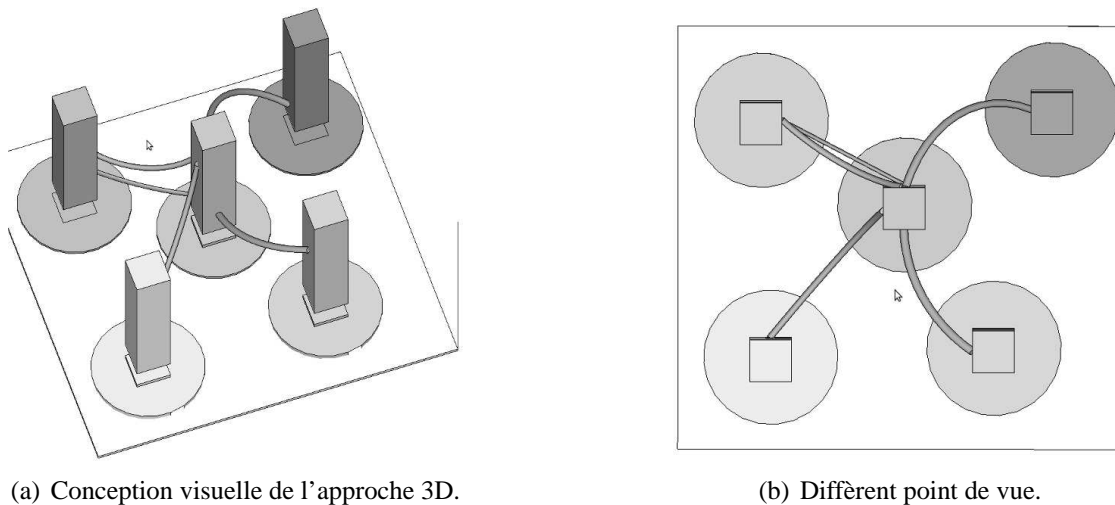 (a) Conception visuelle de l'approche 3D.
(b) Diffèrent point de vue.